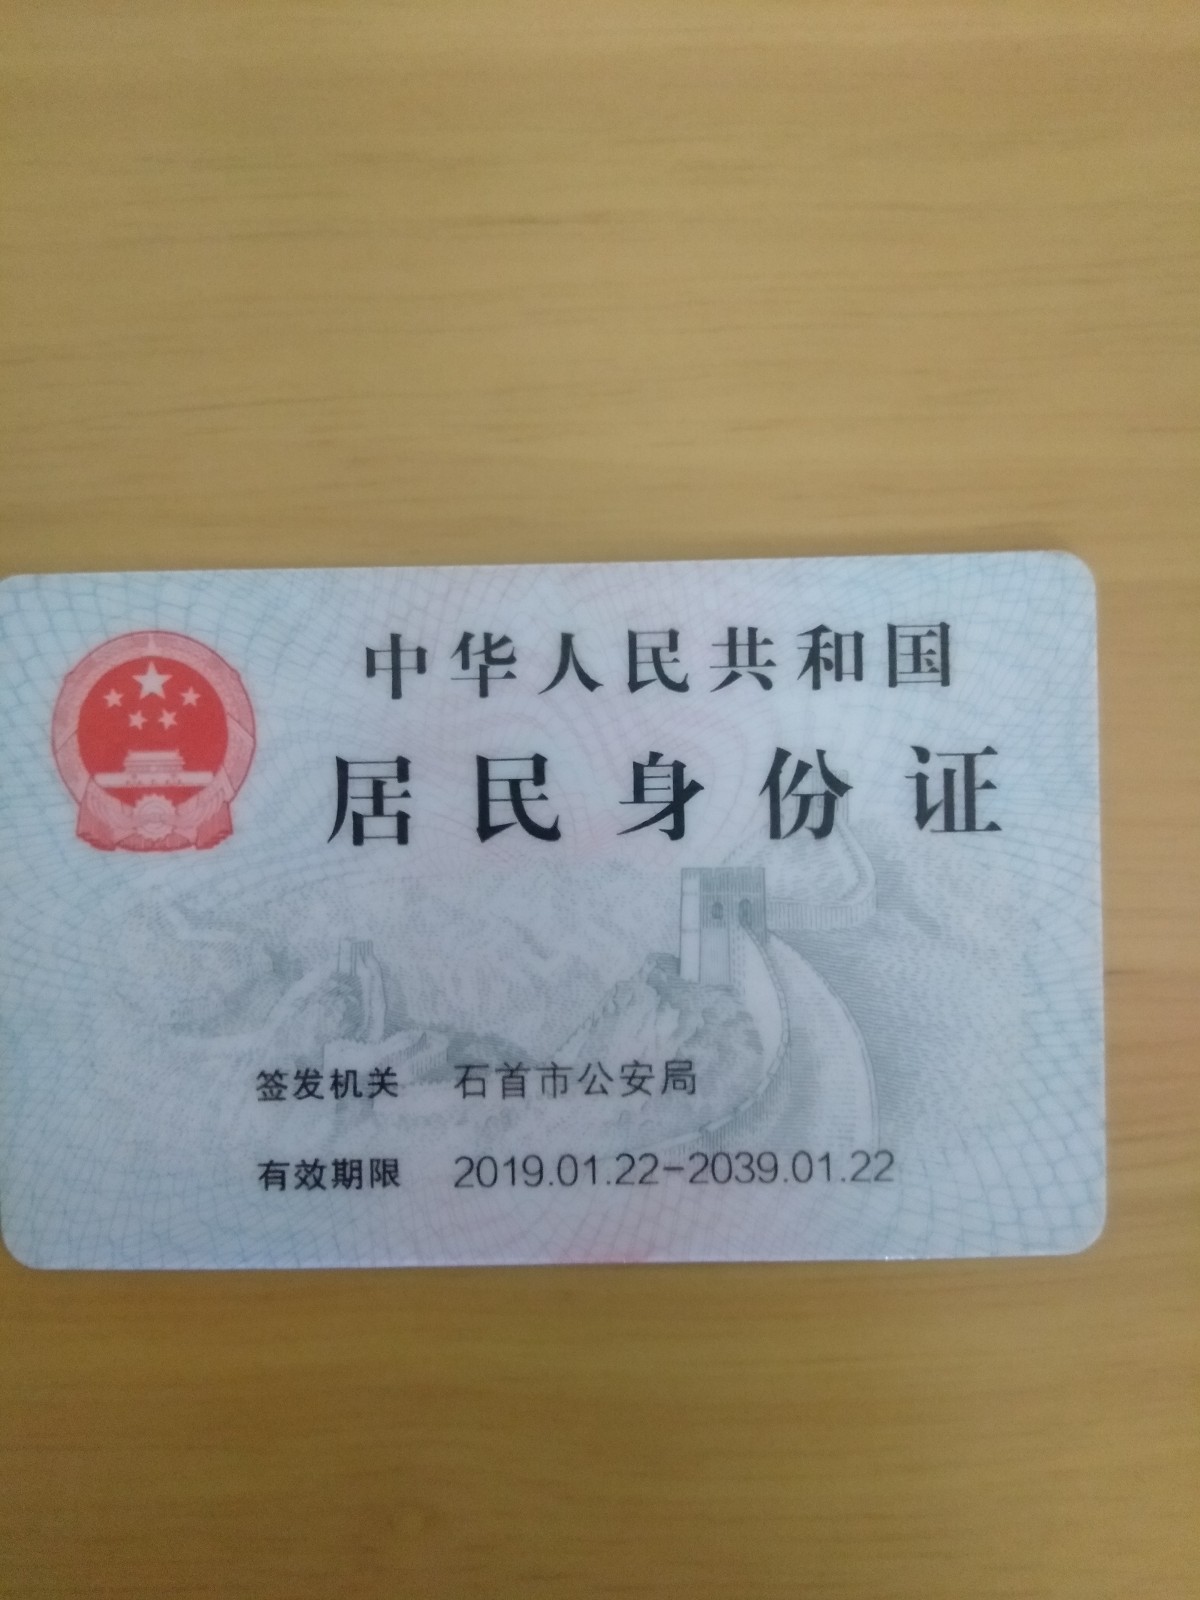 中华人民共和国
居民身份证
签发机关 石首市公安局
有效期限 2019.01.22-2039.01.22